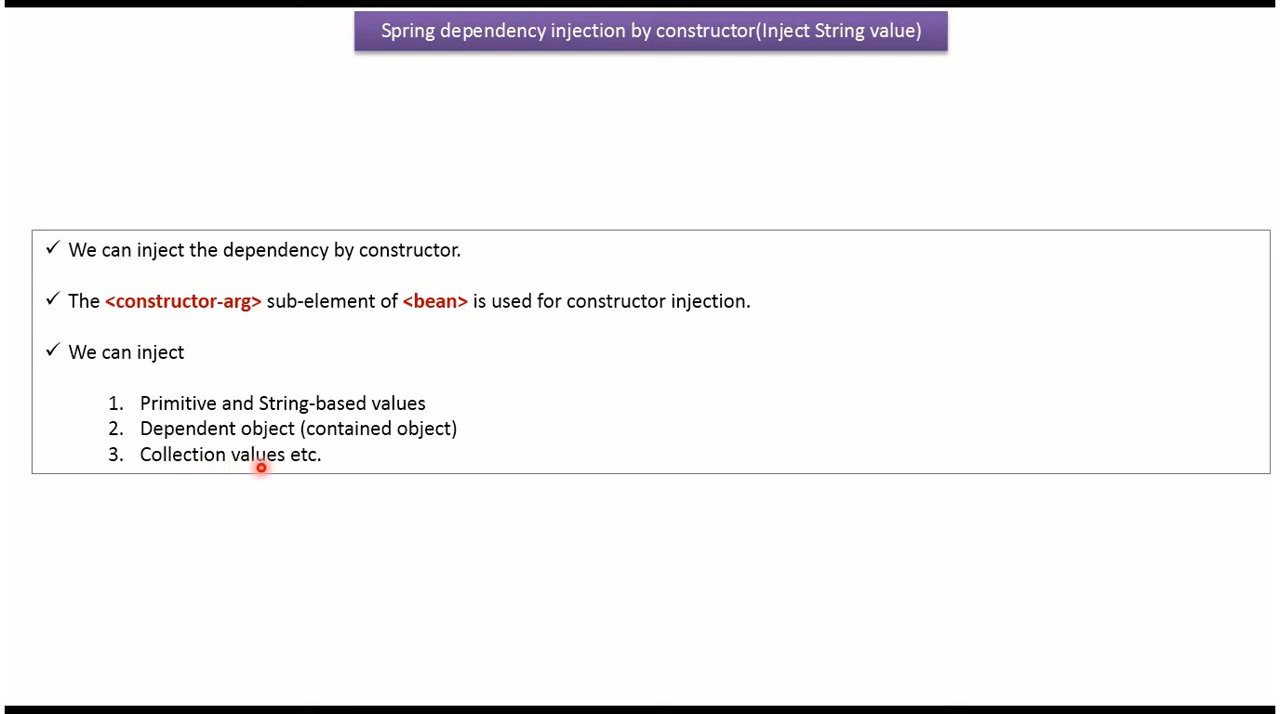 Spring dependency injection by constructor(Inject String value)
✓ We can inject the dependency by constructor.
✓ The <constructor-arg> sub-element of <bean> is used for constructor injection.
✓ We can inject
1. Primitive and String-based values
2. Dependent object (contained object)
3. Collection values etc.